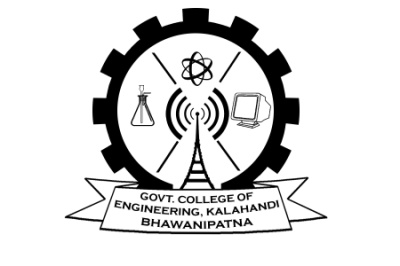 GOVT. COLLEGE OF
ENGINEERING, KALAHANDI
BHAWANIPATNA